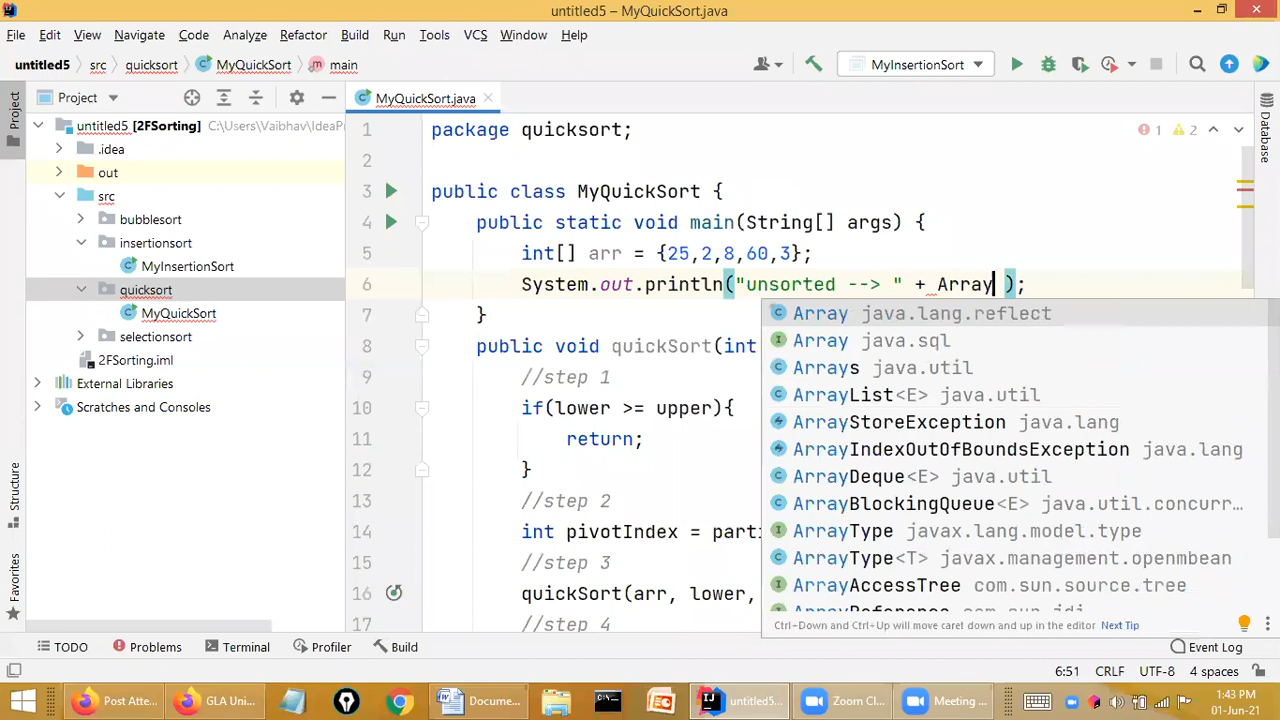 untitled5 – MyQuickSort.java
File Edit View Navigate Code Analyze Refactor Build Run Tools VCS Window Help
untitled5 src quicksort MyQuickSort main MyInsertionSort
Project
untitled5 [2FSorting] C:\Users\Vaibhav\IdeaPr
.idea
out
src
bubblesort
insertionsort
MyInsertionSort
quicksort
MyQuickSort
selectionsort
2FSorting.iml
External Libraries
Scratches and Consoles
Project
Structure
Favorites
MyQuickSort.java
1 package quicksort;
2
3 public class MyQuickSort {
4 public static void main(String[] args) {
5 int[] arr = {25,2,8,60,3};
6 System.out.println("unsorted --> " + Array );
7 }
8 public void quickSort(int
9 //step 1
10 if(lower >= upper){
11 return;
12 }
13 //step 2
14 int pivotIndex = parti
15 //step 3
16 quickSort(arr, lower,
17 //step 4
1 2
Array java.lang.reflect
Array java.sql
Arrays java.util
ArrayList<E> java.util
ArrayStoreException java.lang
ArrayIndexOutOfBoundsException java.lang
ArrayDeque<E> java.util
ArrayBlockingQueue<E> java.util.concurr...
ArrayType javax.lang.model.type
ArrayType<T> javax.management.openmbean
ArrayAccessTree com.sun.source.tree
ArrayReference com.sun.jdi
Ctrl+Down and Ctrl+Up will move caret down and up in the editor Next Tip
Database
TODO Problems Terminal Profiler Build Event Log
6:51 CRLF UTF-8 4 spaces
Post Atte... GLA Uni... Docume... untitled5... Zoom Cl... Meeting ... 1:43 PM
01-Jun-21